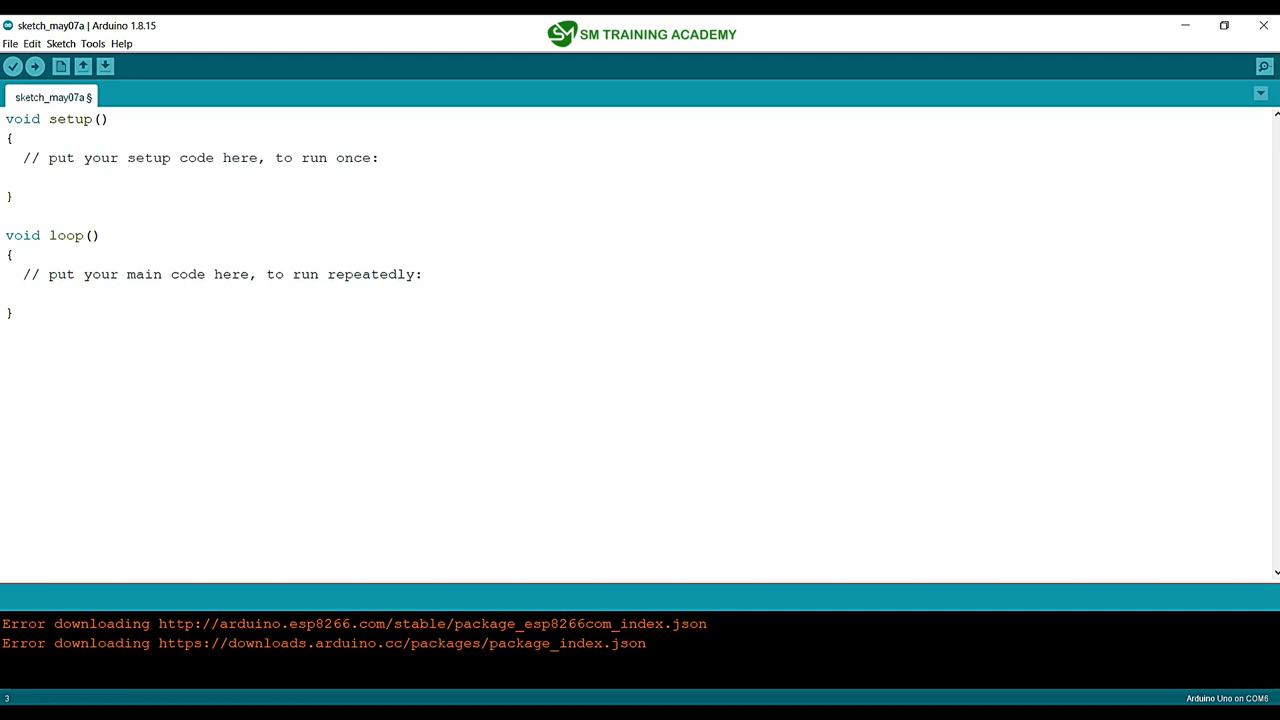 sketch_may07a | Arduino 1.8.15
SM TRAINING ACADEMY
File Edit Sketch Tools Help
sketch_may07a §
void setup()
{
  // put your setup code here, to run once:
}
void loop()
{
  // put your main code here, to run repeatedly:
}
Error downloading http://arduino.esp8266.com/stable/package_esp8266com_index.json
Error downloading https://downloads.arduino.cc/packages/package_index.json
3
Arduino Uno on COM6